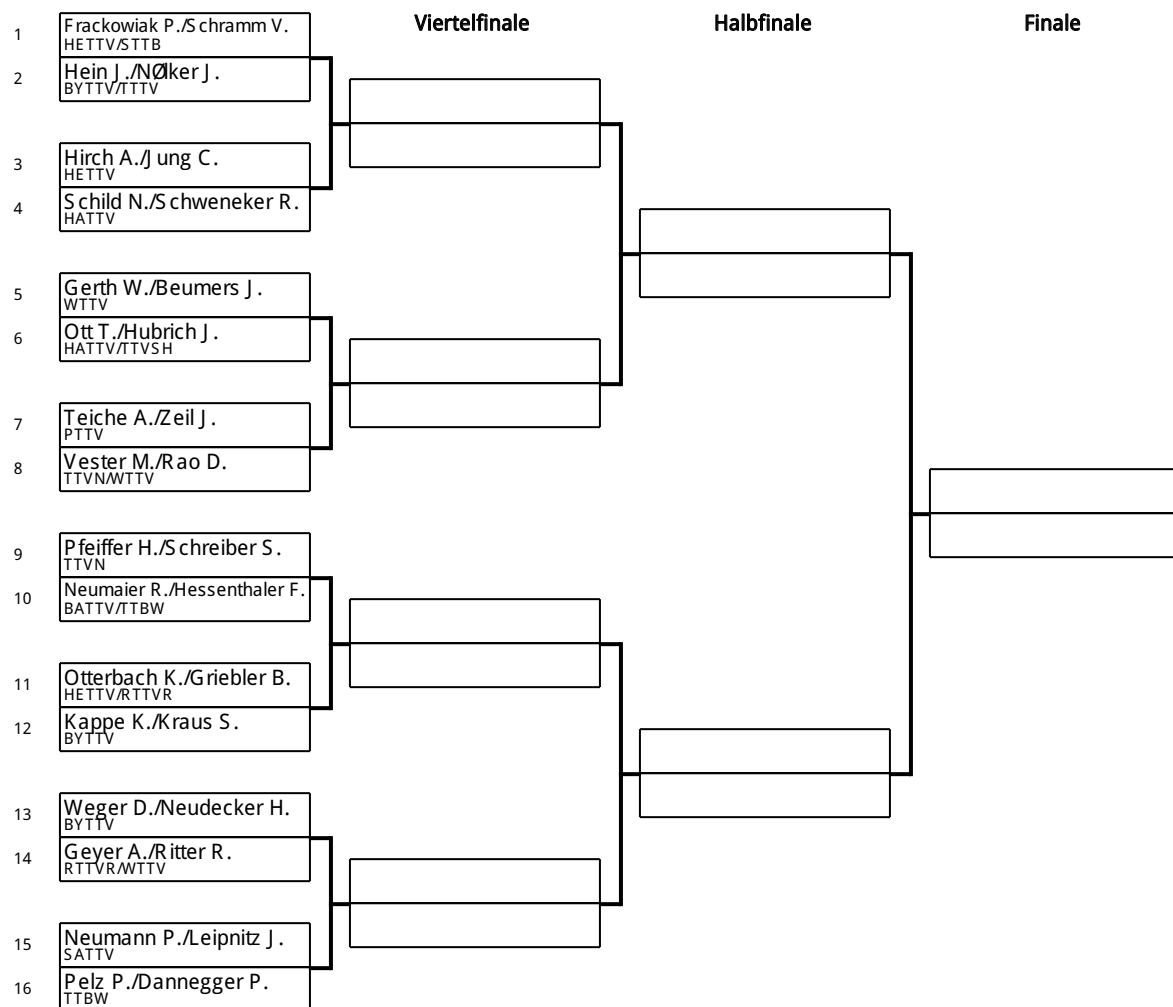 Viertelfinale Halbfinale Finale
1 Frackowiak P./Schramm V.
HETTV/STTB
2 Hein J./NØlker J.
BYTTV/TTTV
3 Hirch A./Jung C.
HETTV
4 Schild N./Schweneker R.
HATTV
5 Gerth W./Beumers J.
WTTV
6 Ott T./Hubrich J.
HATTV/TTVSH
7 Teiche A./Zeil J.
PTTV
8 Vester M./Rao D.
TTVN/WTTV
9 Pfeiffer H./Schreiber S.
TTVN
10 Neumaier R./Hessenthaler F.
BATTV/TTBW
11 Otterbach K./Griebler B.
HETTV/RTTVR
12 Kappe K./Kraus S.
BYTTV
13 Weger D./Neudecker H.
BYTTV
14 Geyer A./Ritter R.
RTTVR/WTTV
15 Neumann P./Leipnitz J.
SATTV
16 Pelz P./Dannegger P.
TTBW